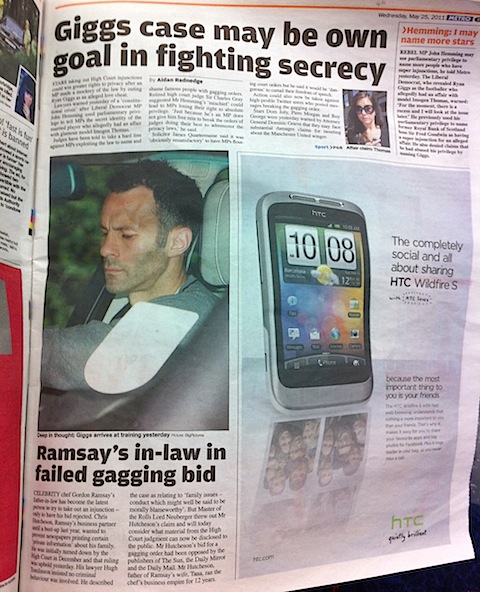 Wednesday, May 25, 2011 METRO
Giggs case may be own
goal in fighting secrecy
By Aidan Radnedge
STARS taking out High Court injunctions
could see greater rights to privacy after an
MP made a mockery of the law by outing
Ryan Giggs as the latest love cheat.
Lawyers warned yesterday of a 'constitu-
John Hemming used parliamentary privi-
lege to tell MPs the secret identity of the
married player who allegedly had an affair
with glamour model Imogen Thomas.
Judges have been told to take a hard line
against MPs exploiting the law to name and
shame famous people with gagging orders.
Retired high court judge Sir Charles Gray
suggested Mr Hemming's 'mischief' could
lead to MPs losing their right to absolute
freedom of speech. 'Because he's an MP does
not give him free rein to break the orders of
judges doing their best to administer the
privacy laws,' he said.
Solicitor James Quartermaine said it was
'obviously unsatisfactory' to have MPs flout-
ing court orders but he said it would be 'dan-
gerous' to curtail their freedom of speech.
Action could also now be taken against
high-profile Twitter users who posted mes-
sages breaking the gagging order.
Piers Morgan and Boy
George were yesterday warned by Attorney
General Dominic Grieve that they may face
substantial damages claims for tweeting
about the Manchester United wing
Sport
After claims: Thomas
Hemming: I may
name more stars
REBEL MP John Hemming may
use parliamentary privilege to
name more people who have
super-injunctions, he told Metro
yesterday. The Liberal
Democrat, who revealed Ryan
Giggs as the footballer who
allegedly had an affair with
model Imogen Thomas, warned:
'For the moment, there is a
recess and I will look at the issue
later.' He previously used his
parliamentary privilege to name
former Royal Bank of Scotland
boss Sir Fred Goodwin as having
a super-injunction for an alleged
affair. He also denied claims that
he had abused his privilege by
naming Giggs.
Deep in thought: Giggs arrives at training yesterday Picture: BigPictures
Ramsay's in-law in
failed gagging bid
CELEBRITY chef Gordon Ramsay's
father-in-law has become the latest
person to try to take out an injunction –
only to have his bid rejected. Chris
Hutcheson, Ramsay's business partner
until a bust-up last year, wanted to
prevent newspapers printing certain
'private information' about his family.
He was initially turned down by the
High Court in December and that ruling
was upheld yesterday. His lawyer Hugh
Tomlinson insisted no criminal
behaviour was involved. He described
the case as relating to 'family issues –
conduct which might well be said to be
morally blameworthy'. But Master of
the Rolls Lord Neuberger threw out Mr
Hutcheson's claim and will today
consider what material from the High
Court judgment can now be disclosed
to the public. Mr Hutcheson's bid for a
gagging order had been opposed by the
publishers of The Sun, the Daily Mirror
and the Daily Mail. Mr Hutcheson,
father of Ramsay's wife, Tana, ran the
chef's business empire for 12 years.
hTC
10 08
Barcelona
12°
Phone
The completely
social and all
about sharing
HTC Wildfire S
with HTC Sense
because the most
important thing to
you is your friends
hTC
quietly brilliant
htc.com